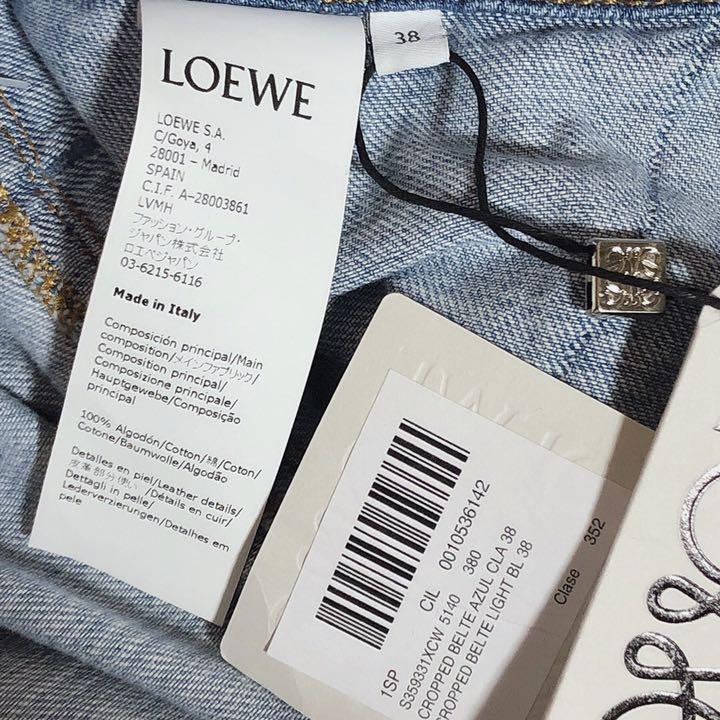 LOEWE
LOEWE S.A.
C/Goya, 4
28001 – Madrid
SPAIN
C.I.F. A-28003861
LVMH
ファッション・グループ・
ジャパン株式会社
ロエベジャパン
03-6215-6116
Made in Italy
Composición principal/Main
composition/メインファブリック/
Composition principal/
Composizione principale/
Hauptgewebe/Composição
principal
100% Algodón/Cotton/綿/Coton/
Cotone/Baumwolle/Algodão
Detalles en piel/Leather details/
皮革部分使い/Détails en cuir/
Dettagli in pelle/
Lederverzierungen/Detalhes em
pele
38
CIL 0010536142
S359331XCW 5140 380
CROPPED BELTE AZUL CLA 38
CROPPED BELTE LIGHT BL 38
1SP
Clase 352